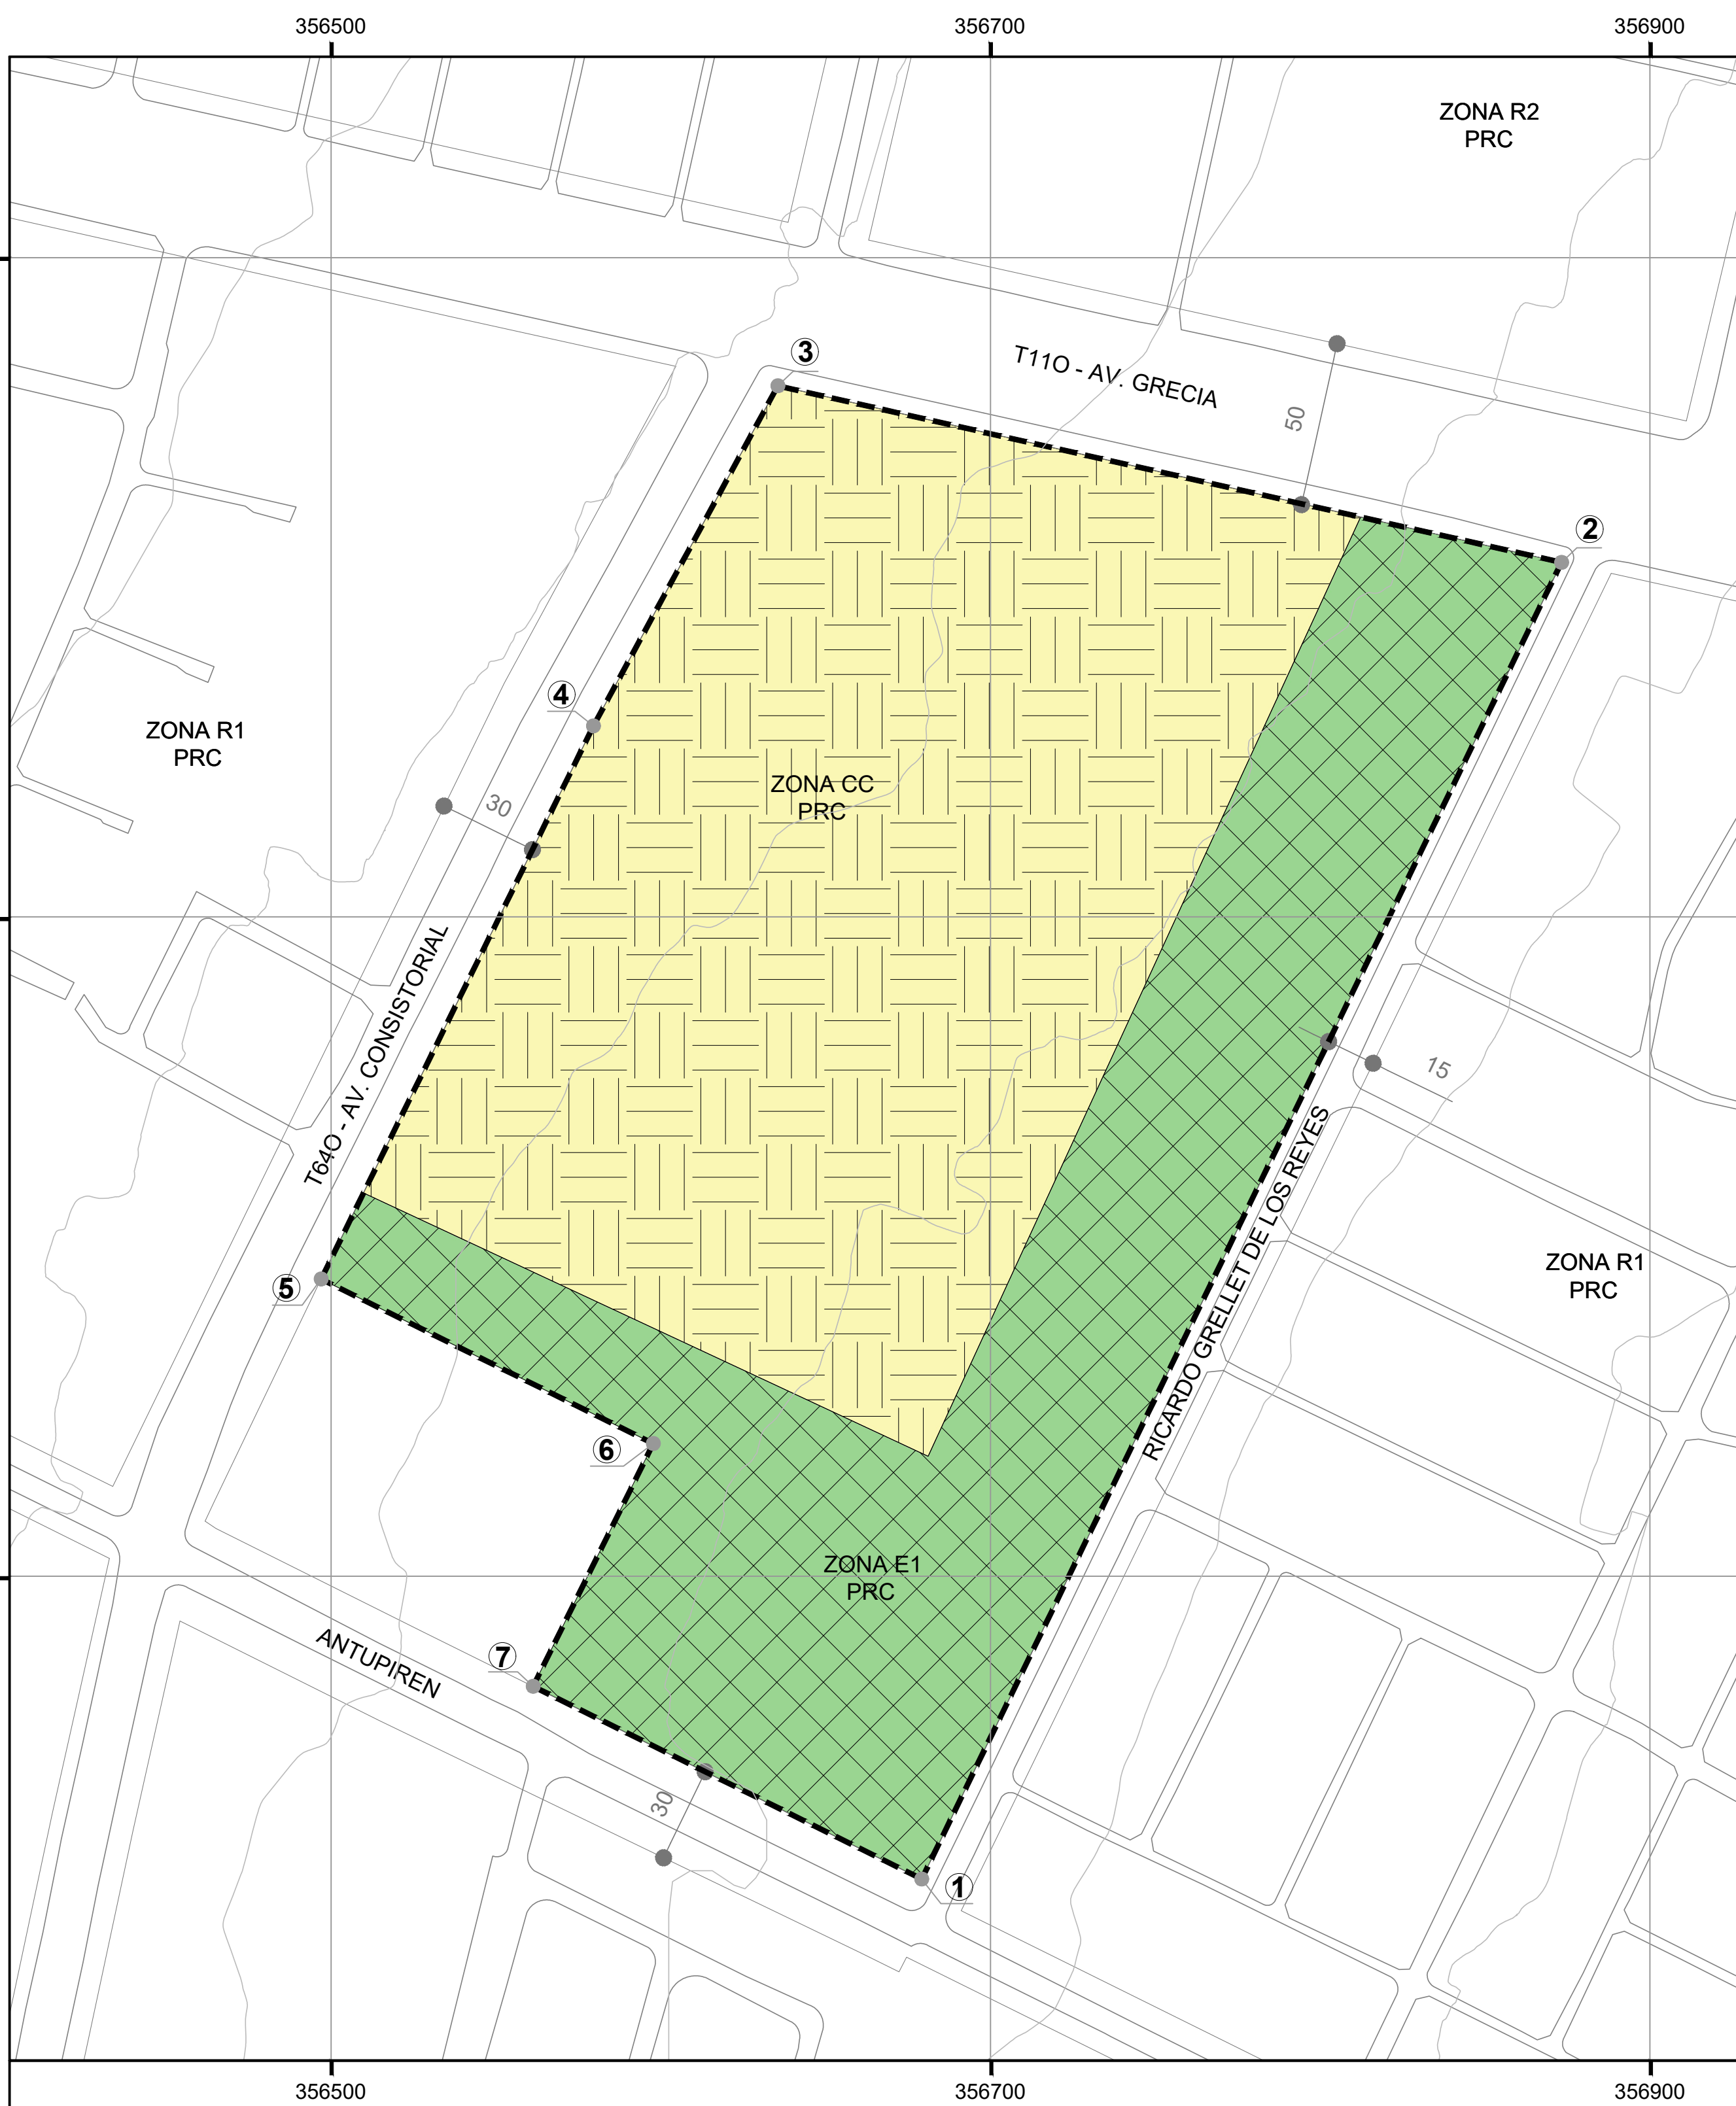 356500
356700
356900
ZONA R2
PRC
3
T11O - AV. GRECIA
50
2
4
ZONA R1
PRC
30
ZONA CC
PRC
T64O - AV. CONSISTORIAL
15
RICARDO GRELLET DE LOS REYES
ZONA R1
PRC
5
6
ZONA E1
PRC
7
ANTUPIREN
30
1
356500
356700
356900